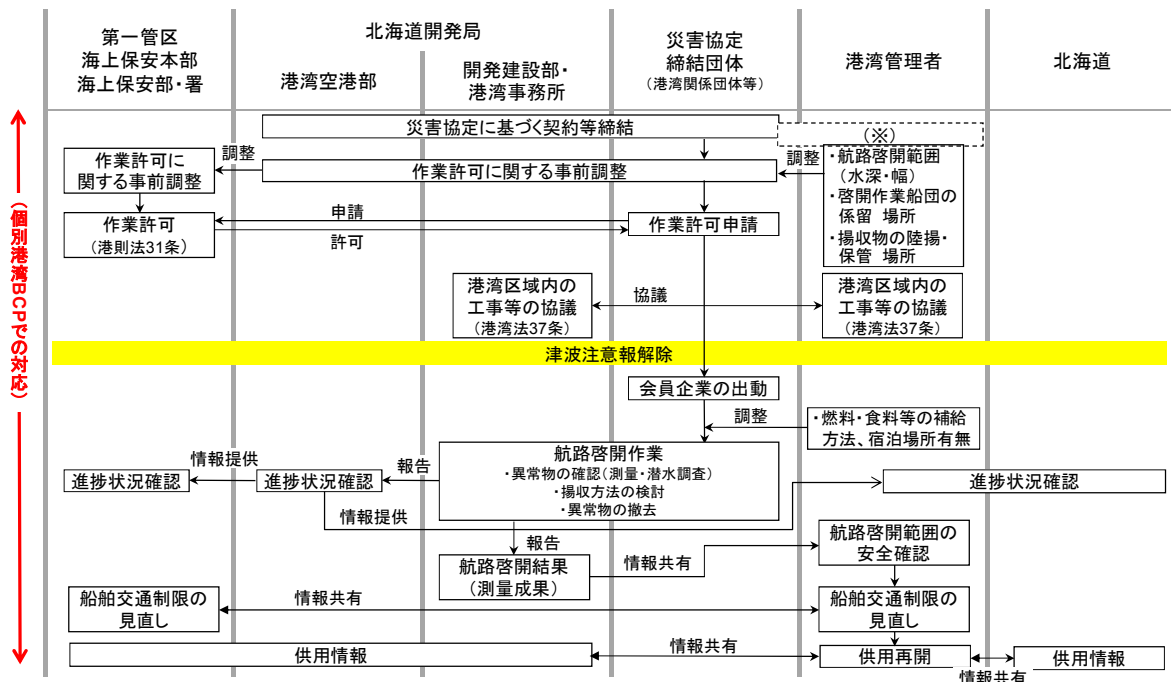 第一管区
海上保安本部
海上保安部・署
北海道開発局
港湾空港部
開発建設部・
港湾事務所
災害協定
締結団体
(港湾関係団体等)
港湾管理者
北海道
(個別港湾BCPでの対応)
災害協定に基づく契約等締結
(※)
作業許可に
関する事前調整
調整
作業許可に関する事前調整
調整
・航路啓開範囲
(水深・幅)
・啓開作業船団の
係留 場所
・揚収物の陸揚・
保管 場所
作業許可
(港則法31条)
申請
許可
作業許可申請
港湾区域内の
工事等の協議
(港湾法37条)
協議
港湾区域内の
工事等の協議
(港湾法37条)
津波注意報解除
会員企業の出動
調整
・燃料・食料等の補給
方法、宿泊場所有無
航路啓開作業
・異常物の確認(測量・潜水調査)
・揚収方法の検討
・異常物の撤去
進捗状況確認
情報提供
進捗状況確認
報告
進捗状況確認
情報提供
報告
航路啓開結果
(測量成果)
情報共有
航路啓開範囲の
安全確認
船舶交通制限の
見直し
情報共有
船舶交通制限の
見直し
供用情報
情報共有
供用再開
情報共有
供用情報